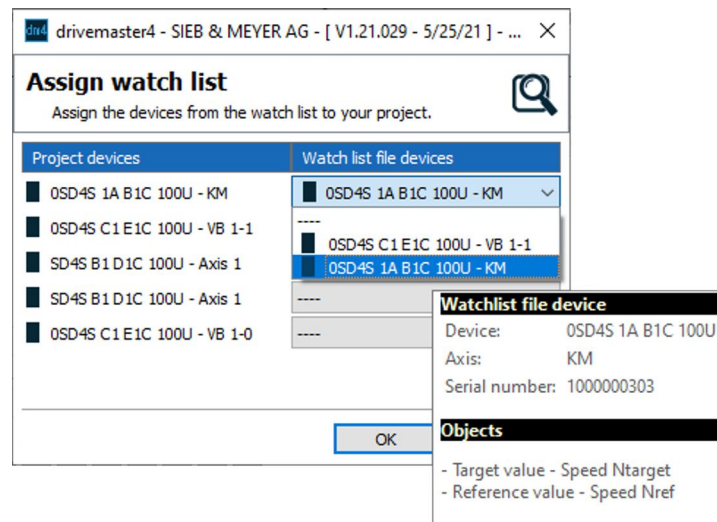 drv4 drivemaster4 - SIEB & MEYER AG - [ V1.21.029 - 5/25/21 ] - ...
Assign watch list
Assign the devices from the watch list to your project.
Project devices Watch list file devices
0SD4S 1A B1C 100U - KM 0SD4S 1A B1C 100U - KM
0SD4S C1 E1C 100U - VB 1-1 ----
0SD4S C1 E1C 100U - VB 1-1
SD4S B1 D1C 100U - Axis 1 0SD4S 1A B1C 100U - KM
SD4S B1 D1C 100U - Axis 1 ----
0SD4S C1 E1C 100U - VB 1-0 ----
OK
Watchlist file device
Device: 0SD4S 1A B1C 100U
Axis: KM
Serial number: 1000000303
Objects
- Target value - Speed Ntarget
- Reference value - Speed Nref